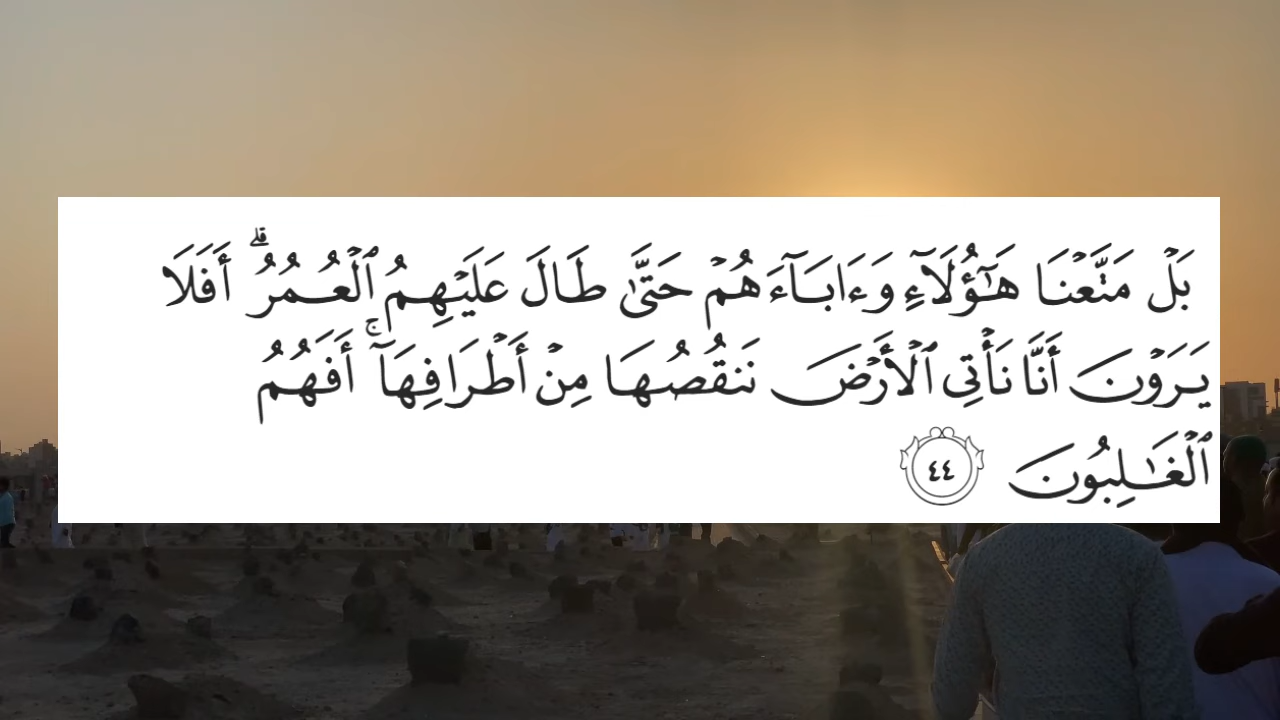 بَلۡ مَتَّعۡنَا هَٰٓؤُلَآءِ وَءَابَآءَهُمۡ حَتَّىٰ طَالَ عَلَيۡهِمُ ٱلۡعُمُرُۗ أَفَلَا
يَرَوۡنَ أَنَّا نَأۡتِي ٱلۡأَرۡضَ نَنقُصُهَا مِنۡ أَطۡرَافِهَآۚ أَفَهُمُ
ٱلۡغَٰلِبُونَ ٤٤